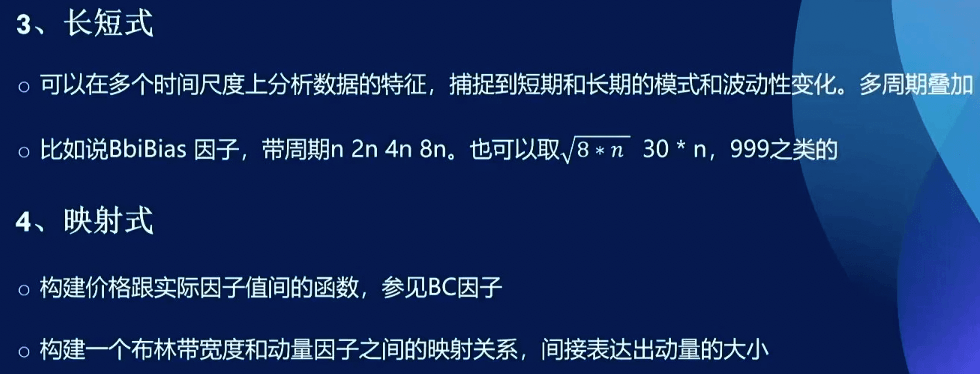 3、长短式
○ 可以在多个时间尺度上分析数据的特征，捕捉到短期和长期的模式和波动性变化。多周期叠加
○ 比如说BbiBias 因子，带周期n 2n 4n 8n。也可以取√8 * n 30 * n，999之类的
4、映射式
○ 构建价格跟实际因子值间的函数，参见BC因子
○ 构建一个布林带宽度和动量因子之间的映射关系，间接表达出动量的大小